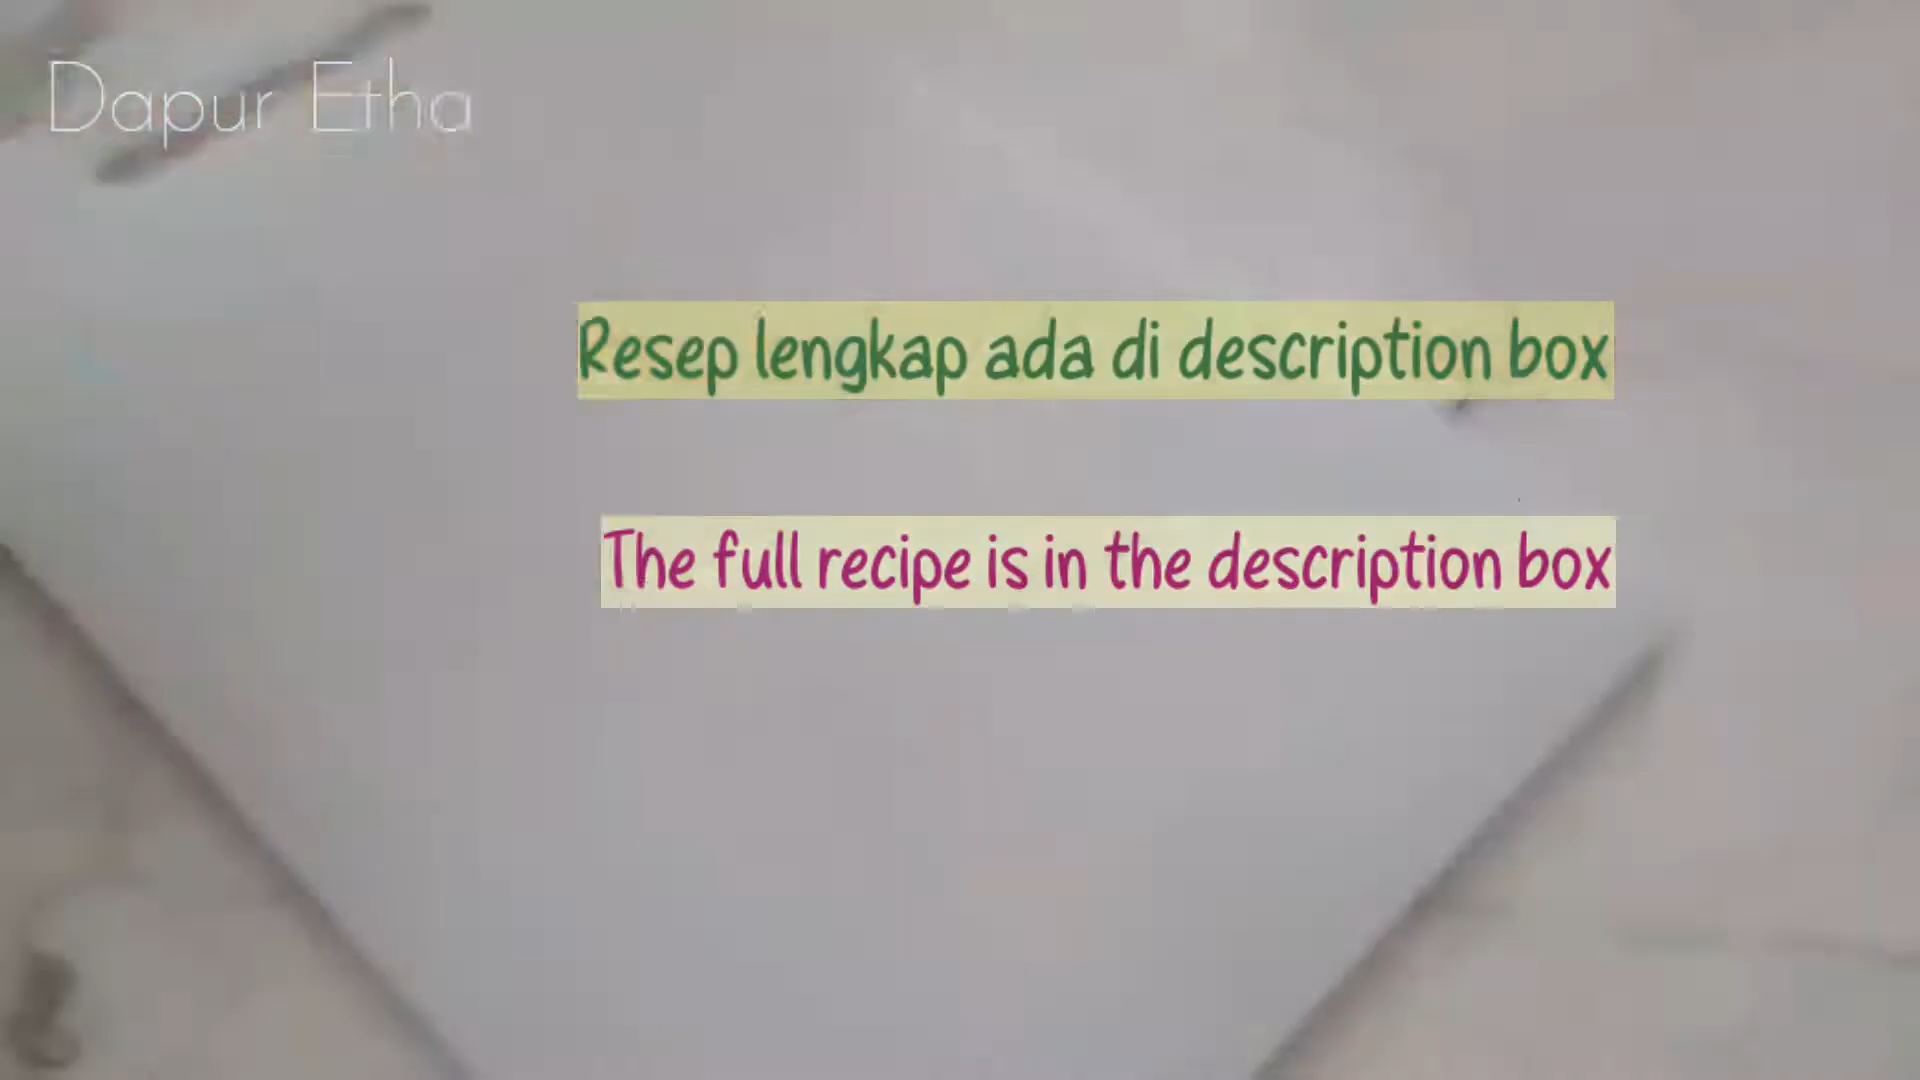 Dapur Etha
Resep lengkap ada di description box
The full recipe is in the description box